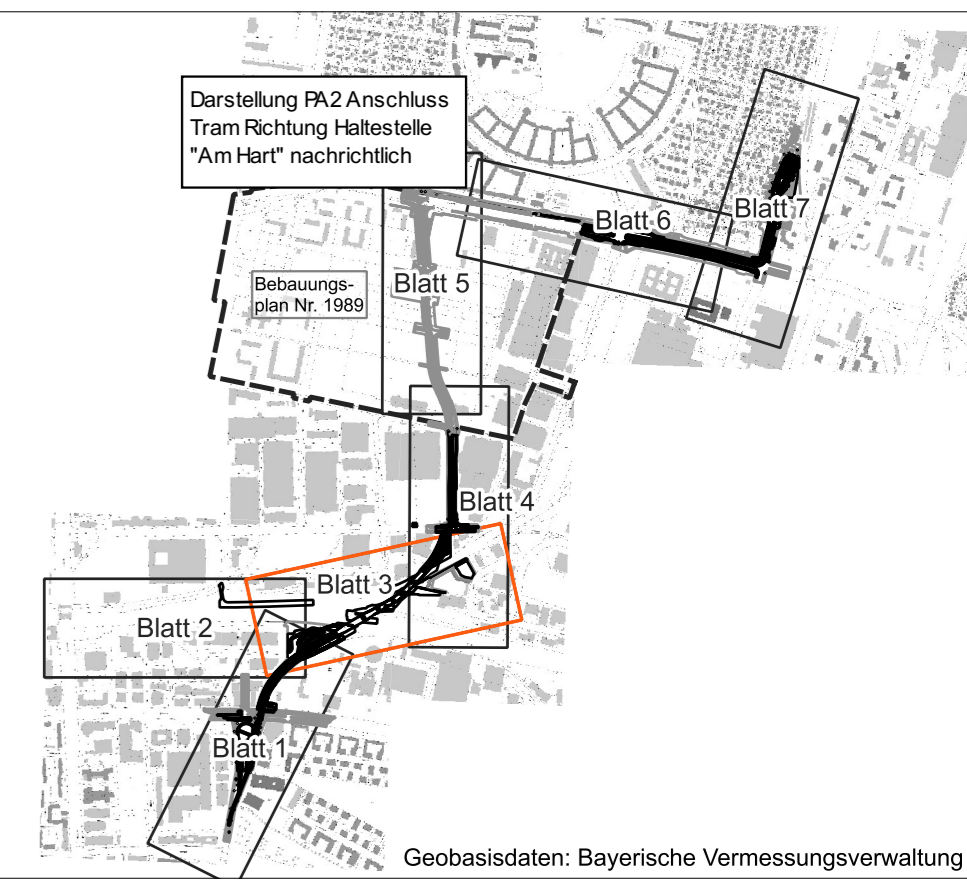 Darstellung PA2 Anschluss
Tram Richtung Haltestelle
"Am Hart" nachrichtlich
Blatt 6
Blatt 7
Blatt 5
Bebauungs-
plan Nr. 1989
Blatt 4
Blatt 3
Blatt 2
Blatt 1
Geobasisdaten: Bayerische Vermessungsverwaltung